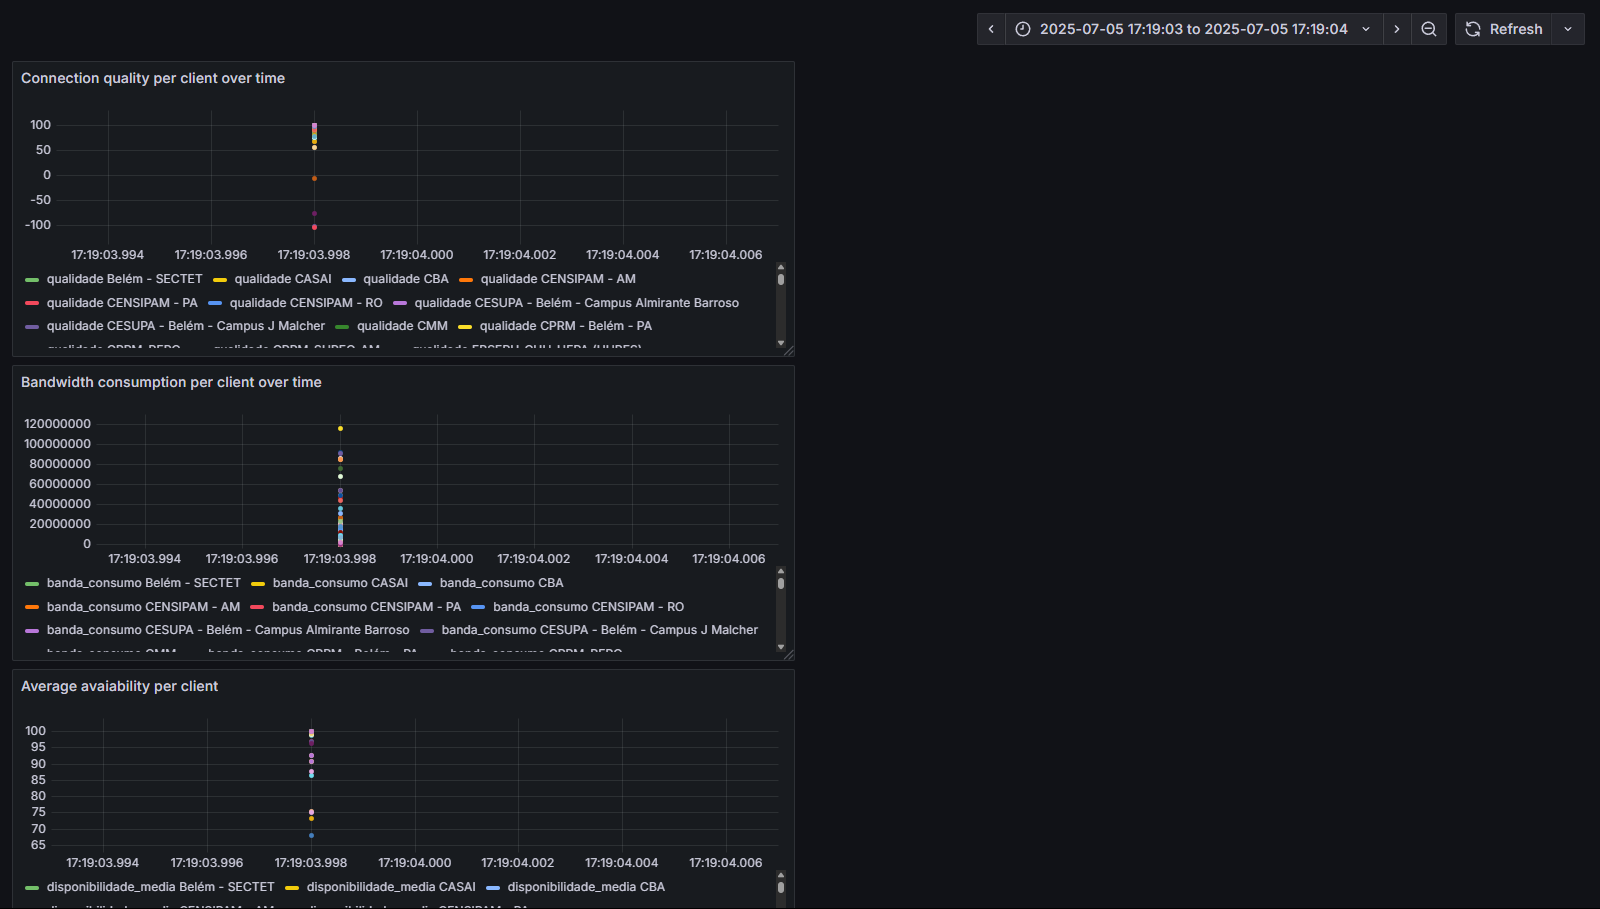 2025-07-05 17:19:03 to 2025-07-05 17:19:04
Refresh
Connection quality per client over time
100
50
0
-50
-100
17:19:03.994 17:19:03.996 17:19:03.998 17:19:04.000 17:19:04.002 17:19:04.004 17:19:04.006
qualidade Belém - SECTET qualidade CASAI qualidade CBA qualidade CENSIPAM - AM
qualidade CENSIPAM - PA qualidade CENSIPAM - RO qualidade CESUPA - Belém - Campus Almirante Barroso
qualidade CESUPA - Belém - Campus J Malcher qualidade CMM qualidade CPRM - Belém - PA
Bandwidth consumption per client over time
120000000
100000000
80000000
60000000
40000000
20000000
0
17:19:03.994 17:19:03.996 17:19:03.998 17:19:04.000 17:19:04.002 17:19:04.004 17:19:04.006
banda_consumo Belém - SECTET banda_consumo CASAI banda_consumo CBA
banda_consumo CENSIPAM - AM banda_consumo CENSIPAM - PA banda_consumo CENSIPAM - RO
banda_consumo CESUPA - Belém - Campus Almirante Barroso banda_consumo CESUPA - Belém - Campus J Malcher
Average avaiability per client
100
95
90
85
80
75
70
65
17:19:03.994 17:19:03.996 17:19:03.998 17:19:04.000 17:19:04.002 17:19:04.004 17:19:04.006
disponibilidade_media Belém - SECTET disponibilidade_media CASAI disponibilidade_media CBA